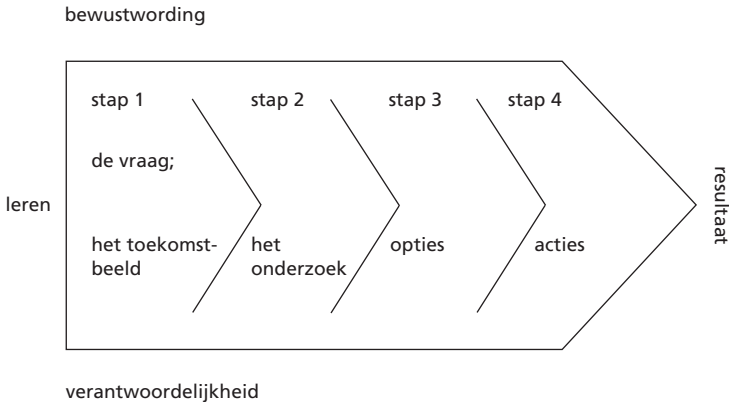 bewustwording
stap 1
stap 2
stap 3
stap 4
de vraag;
leren
resultaat
het toekomst-
beeld
het
onderzoek
opties
acties
verantwoordelijkheid